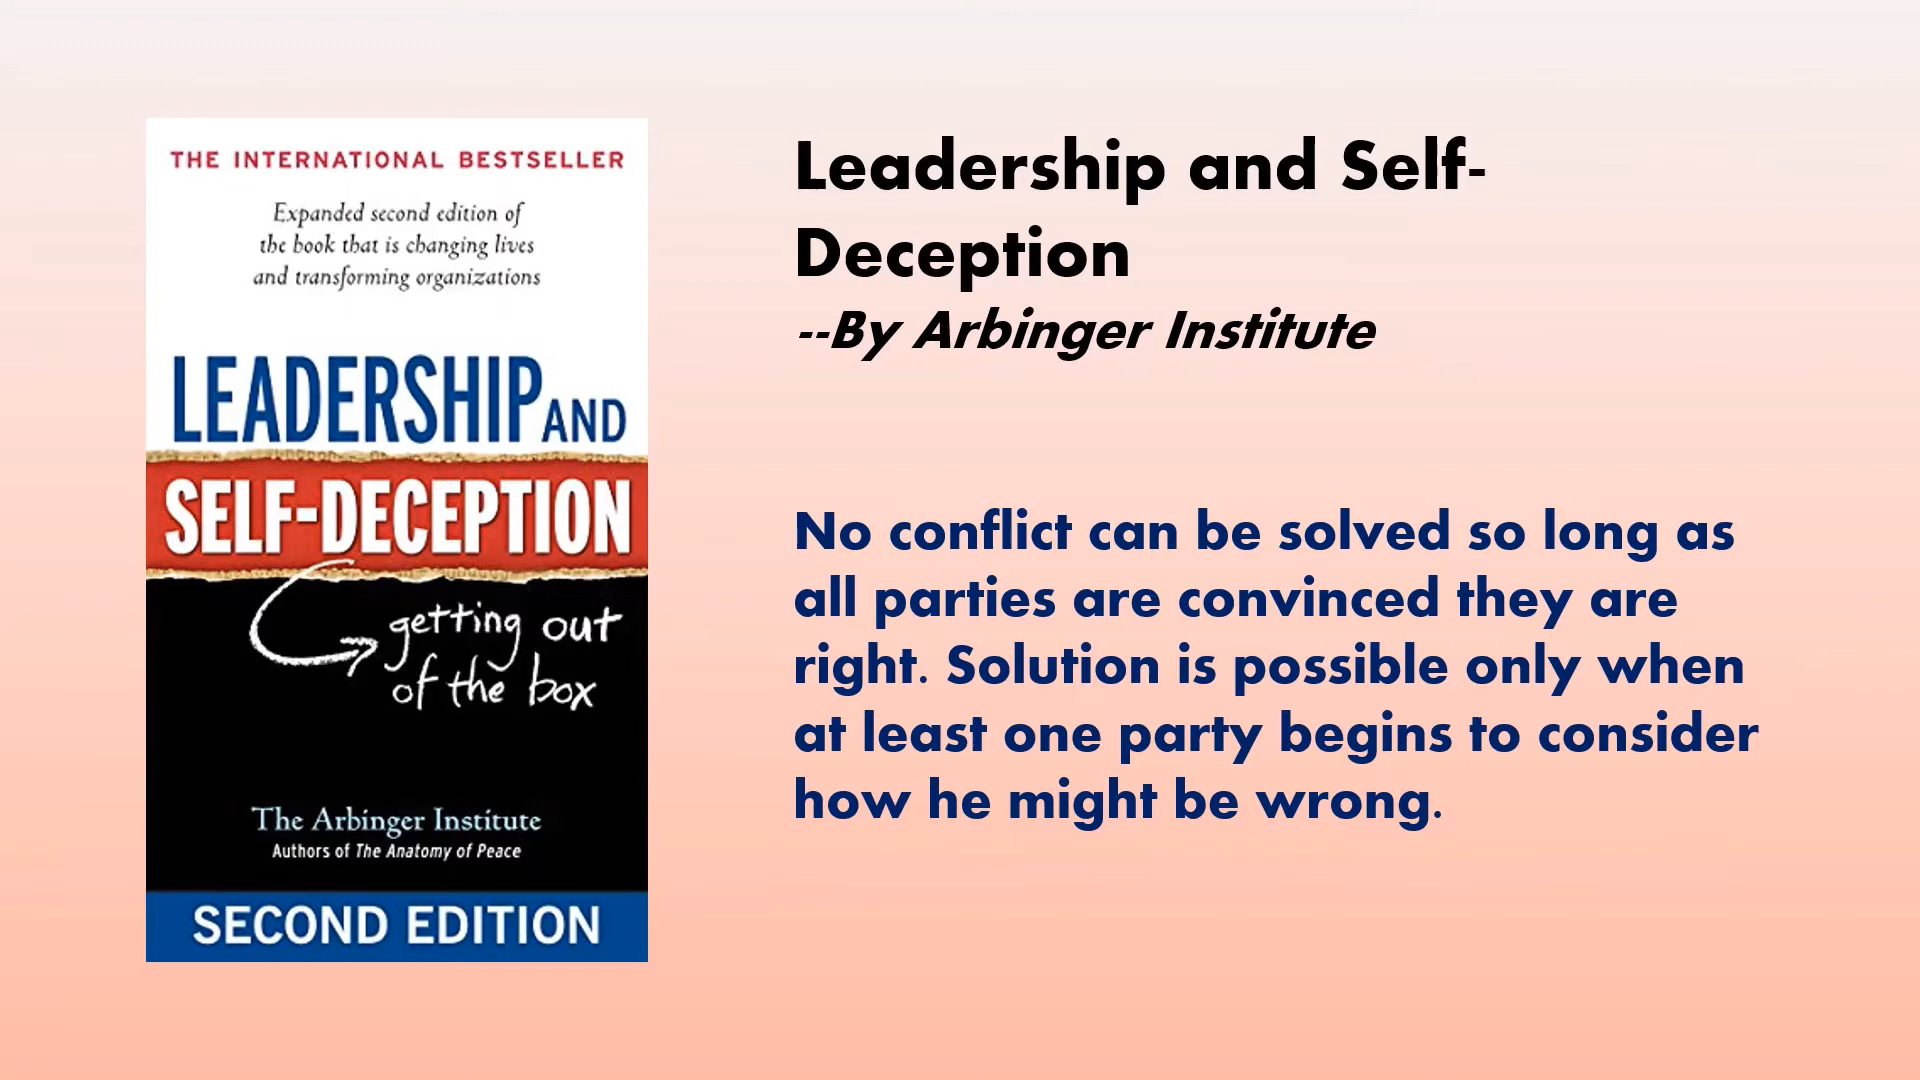 THE INTERNATIONAL BESTSELLER
Expanded second edition of
the book that is changing lives
and transforming organizations
LEADERSHIP AND
SELF-DECEPTION
getting out
of the box
The Arbinger Institute
Authors of The Anatomy of Peace
SECOND EDITION
Leadership and Self-
Deception
--By Arbinger Institute
No conflict can be solved so long as
all parties are convinced they are
right. Solution is possible only when
at least one party begins to consider
how he might be wrong.